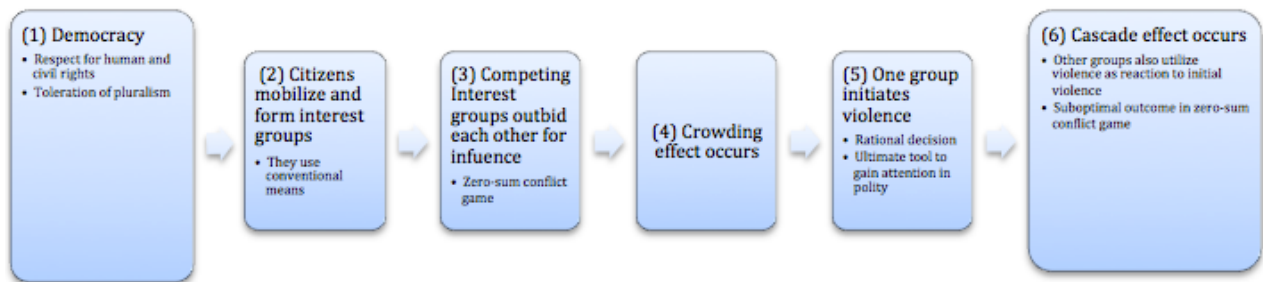 (1) Democracy
• Respect for human and
civil rights
• Toleration of pluralism
(2) Citizens
mobilize and
form interest
groups
• They use
conventional
means
(3) Competing
Interest
groups outbid
each other for
infuence
• Zero-sum conflict
game
(4) Crowding
effect occurs
(5) One group
initiates
violence
• Rational decision
• Ultimate tool to
gain attention in
polity
(6) Cascade effect occurs
• Other groups also utilize
violence as reaction to initial
violence
• Suboptimal outcome in zero-sum
conflict game